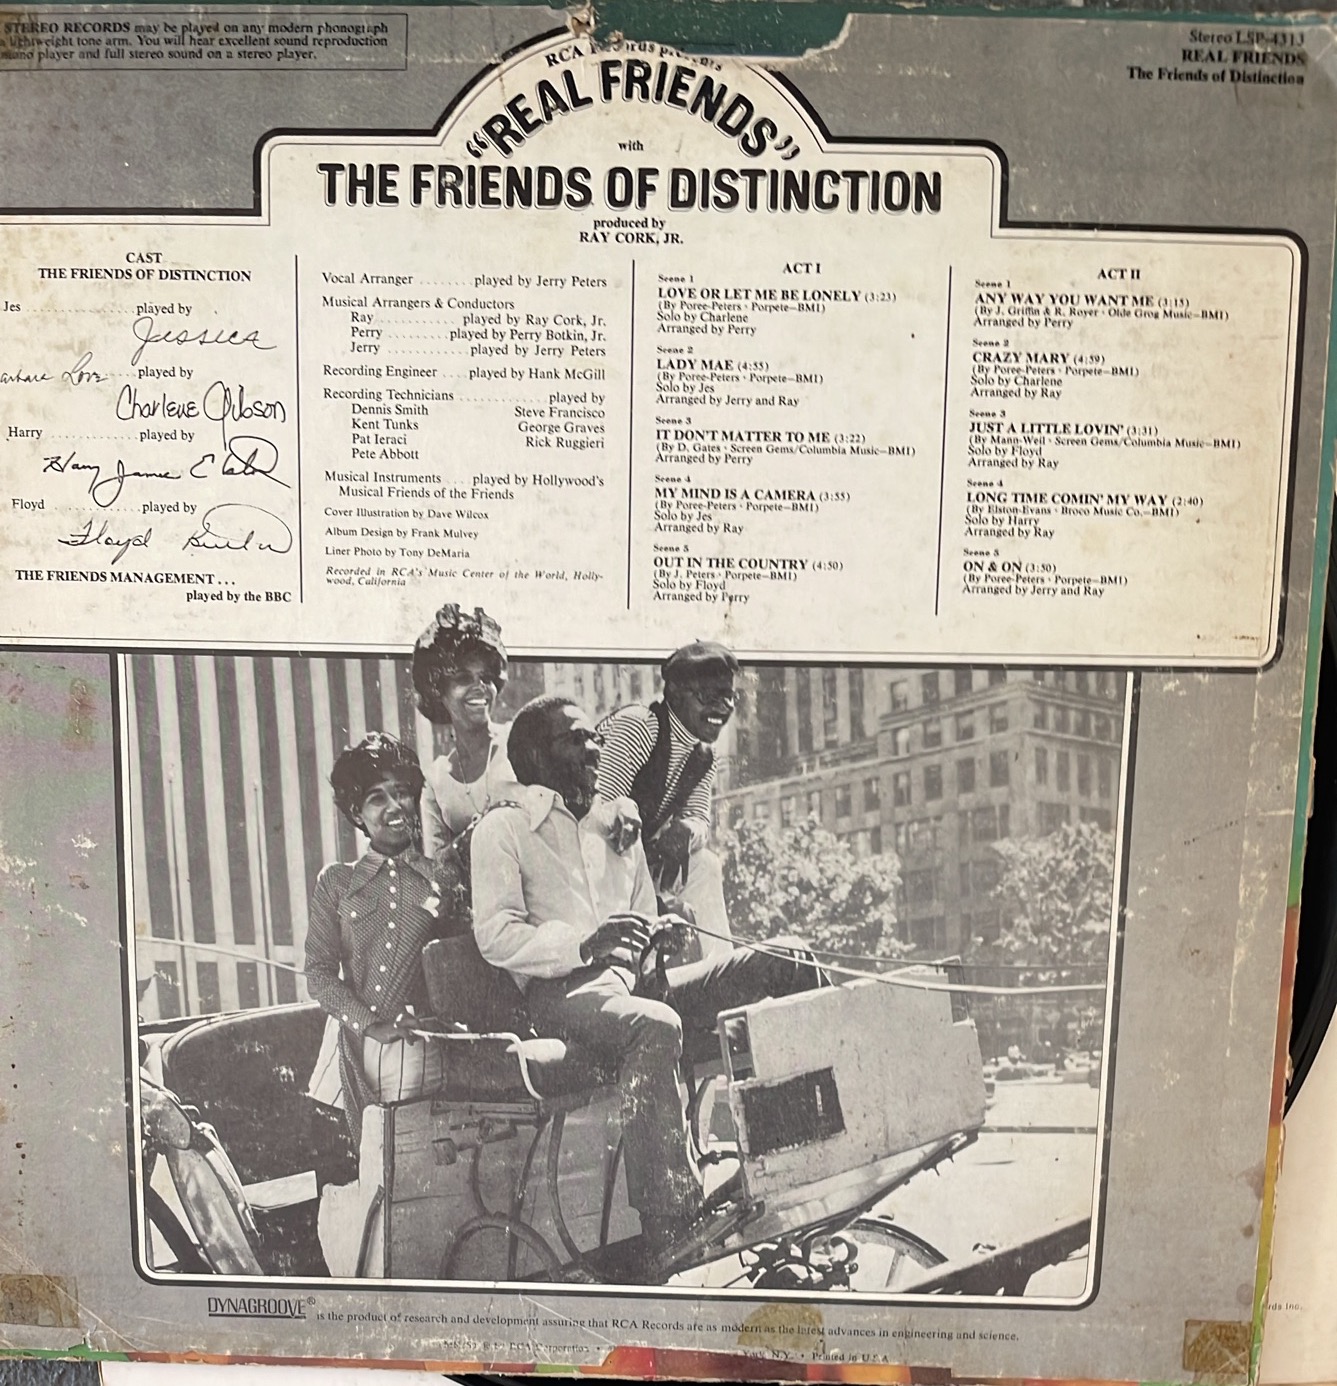 STEREO RECORDS may be played on any modern phonograph
lightweight tone arm. You will hear excellent sound reproduction
mono player and full stereo sound on a stereo player.
Stereo LSP-4313
REAL FRIENDS
The Friends of Distinction
RCA Records presents
"REAL FRIENDS"
with
THE FRIENDS OF DISTINCTION
produced by
RAY CORK, JR.
CAST
THE FRIENDS OF DISTINCTION
Jes ............ played by
Jessica
Love ... played by
Charlene Gibson
Harry ............ played by
Harry James Elston
Floyd ............ played by
Floyd Butler
THE FRIENDS MANAGEMENT ...
played by the BBC
Vocal Arranger ........ played by Jerry Peters
Musical Arrangers & Conductors
Ray ........... played by Ray Cork, Jr.
Perry ......... played by Perry Botkin, Jr.
Jerry ........... played by Jerry Peters
Recording Engineer .... played by Hank McGill
Recording Technicians ............ played by
Dennis Smith Steve Francisco
Kent Tunks George Graves
Pat Ieraci Rick Ruggieri
Pete Abbott
Musical Instruments .... played by Hollywood's
Musical Friends of the Friends
Cover Illustration by Dave Wilcox
Album Design by Frank Mulvey
Liner Photo by Tony DeMaria
Recorded in RCA's Music Center of the World, Holly-
wood, California
ACT I
Scene 1
LOVE OR LET ME BE LONELY (3:23)
(By Poree-Peters • Porpete—BMI)
Solo by Charlene
Arranged by Perry
Scene 2
LADY MAE (4:55)
(By Poree-Peters • Porpete—BMI)
Solo by Jes
Arranged by Jerry and Ray
Scene 3
IT DON'T MATTER TO ME (3:22)
(By D. Gates • Screen Gems/Columbia Music—BMI)
Arranged by Perry
Scene 4
MY MIND IS A CAMERA (3:55)
(By Poree-Peters • Porpete—BMI)
Solo by Jes
Arranged by Ray
Scene 5
OUT IN THE COUNTRY (4:50)
(By J. Peters • Porpete—BMI)
Solo by Floyd
Arranged by Perry
ACT II
Scene 1
ANY WAY YOU WANT ME (3:15)
(By J. Griffin & R. Royer • Olde Grog Music—BMI)
Arranged by Perry
Scene 2
CRAZY MARY (4:59)
(By Poree-Peters • Porpete—BMI)
Solo by Charlene
Arranged by Ray
Scene 3
JUST A LITTLE LOVIN' (3:31)
(By Mann-Weil • Screen Gems/Columbia Music—BMI)
Solo by Floyd
Arranged by Ray
Scene 4
LONG TIME COMIN' MY WAY (2:40)
(By Elston-Evans • Broco Music Co.—BMI)
Solo by Harry
Arranged by Ray
Scene 5
ON & ON (3:50)
(By Poree-Peters • Porpete—BMI)
Arranged by Jerry and Ray
DYNAGROOVE® is the product of research and development assuring that RCA Records are as modern as the latest advances in engineering and science.
RCA Corporation • York, N.Y. • Printed in U.S.A.